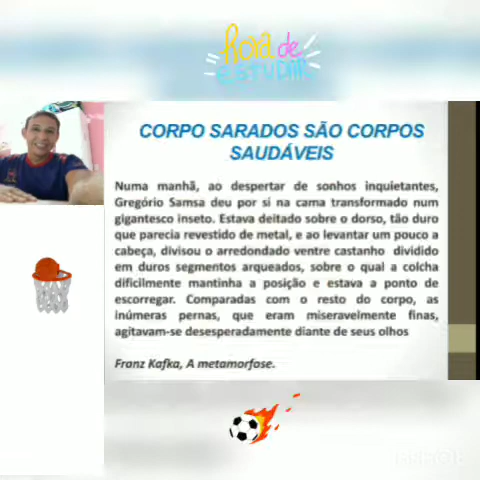 Hora de
ESTUDAR
CORPO SARADOS SÃO CORPOS
SAUDÁVEIS
Numa manhã, ao despertar de sonhos inquietantes,
Gregório Samsa deu por si na cama transformado num
gigantesco inseto. Estava deitado sobre o dorso, tão duro
que parecia revestido de metal, e ao levantar um pouco a
cabeça, divisou o arredondado ventre castanho dividido
em duros segmentos arqueados, sobre o qual a colcha
dificilmente mantinha a posição e estava a ponto de
escorregar. Comparadas com o resto do corpo, as
inúmeras pernas, que eram miseravelmente finas,
agitavam-se desesperadamente diante de seus olhos
Franz Kafka, A metamorfose.